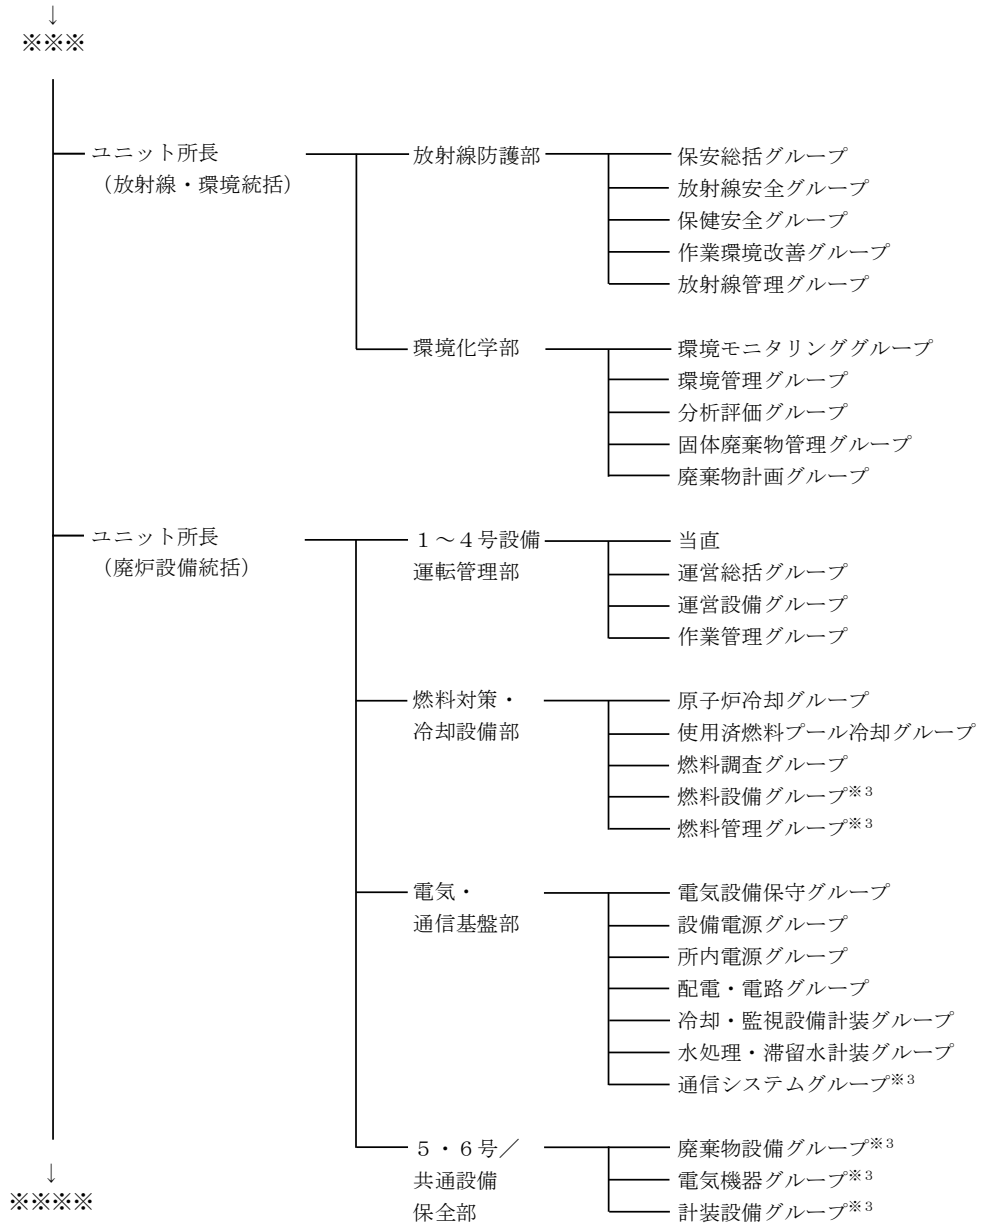 ↓
※※※
ユニット所長
（放射線・環境統括）
放射線防護部
保安総括グループ
放射線安全グループ
保健安全グループ
作業環境改善グループ
放射線管理グループ
環境化学部
環境モニタリンググループ
環境管理グループ
分析評価グループ
固体廃棄物管理グループ
廃棄物計画グループ
ユニット所長
（廃炉設備統括）
１～４号設備
運転管理部
当直
運営総括グループ
運営設備グループ
作業管理グループ
燃料対策・
冷却設備部
原子炉冷却グループ
使用済燃料プール冷却グループ
燃料調査グループ
燃料設備グループ※３
燃料管理グループ※３
電気・
通信基盤部
電気設備保守グループ
設備電源グループ
所内電源グループ
配電・電路グループ
冷却・監視設備計装グループ
水処理・滞留水計装グループ
通信システムグループ※３
５・６号／
共通設備
保全部
廃棄物設備グループ※３
電気機器グループ※３
計装設備グループ※３
↓
※※※※